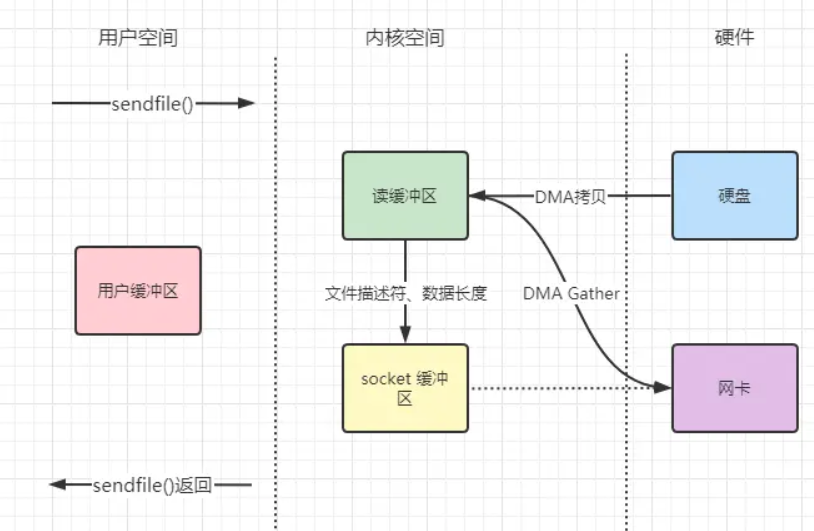 用户空间
内核空间
硬件
sendfile()
读缓冲区
DMA拷贝
硬盘
用户缓冲区
文件描述符、数据长度
DMA Gather
socket 缓冲
区
网卡
sendfile()返回